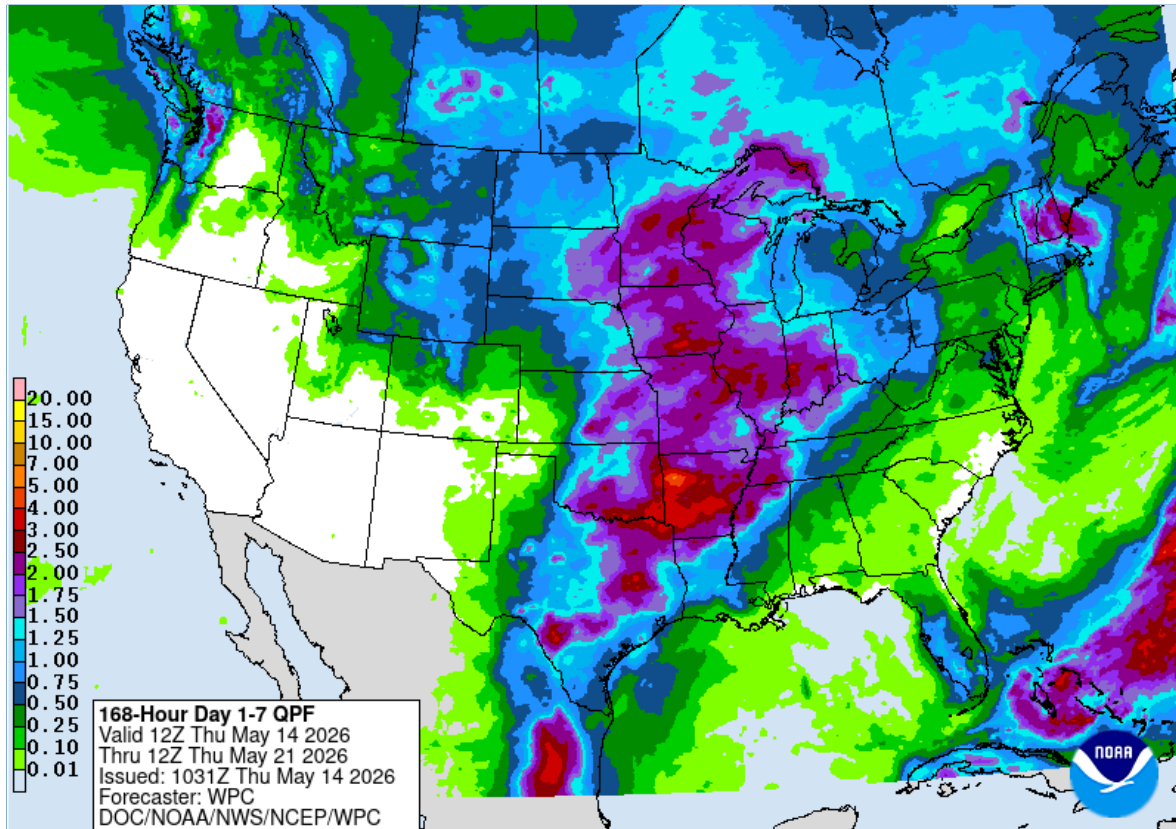 20.00
15.00
10.00
7.00
5.00
4.00
3.00
2.50
2.00
1.75
1.50
1.25
1.00
0.75
0.50
0.25
0.10
0.01
168-Hour Day 1-7 QPF
Valid 12Z Thu May 14 2026
Thru 12Z Thu May 21 2026
Issued: 1031Z Thu May 14 2026
Forecaster: WPC
DOC/NOAA/NWS/NCEP/WPC
NOAA